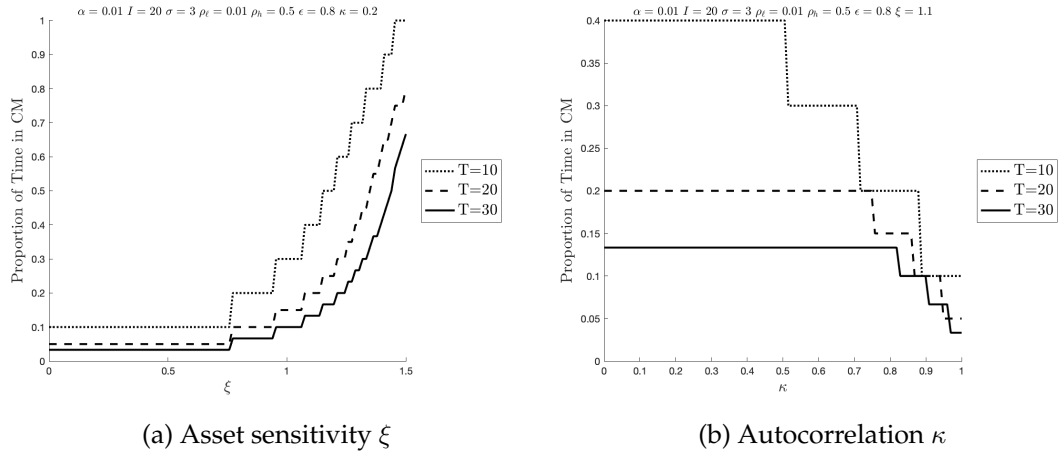 α = 0.01 I = 20 σ = 3 ρℓ = 0.01 ρh = 0.5 ϵ = 0.8 κ = 0.2
Proportion of Time in CM
1
0.9
0.8
0.7
0.6
0.5
0.4
0.3
0.2
0.1
0
0 0.5 1 1.5
ξ
T=10
T=20
T=30
(a) Asset sensitivity ξ
α = 0.01 I = 20 σ = 3 ρℓ = 0.01 ρh = 0.5 ϵ = 0.8 ξ = 1.1
Proportion of Time in CM
0.4
0.35
0.3
0.25
0.2
0.15
0.1
0.05
0
0 0.1 0.2 0.3 0.4 0.5 0.6 0.7 0.8 0.9 1
κ
T=10
T=20
T=30
(b) Autocorrelation κ